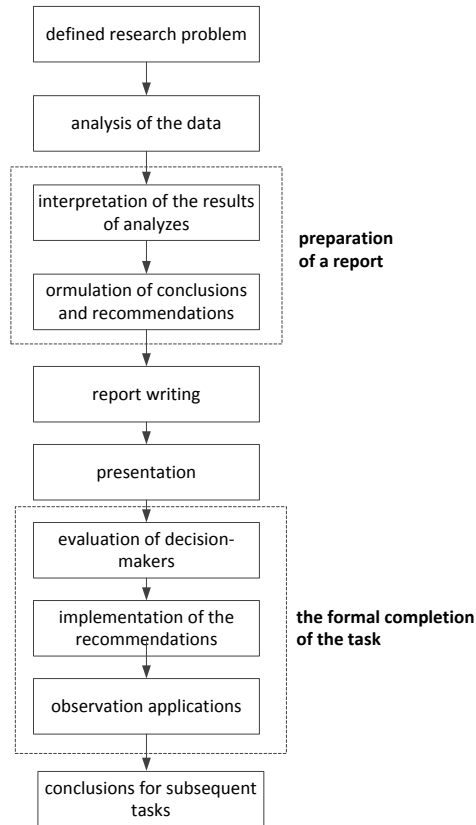 defined research problem
analysis of the data
interpretation of the results
of analyzes
preparation
of a report
ormulation of conclusions
and recommendations
report writing
presentation
evaluation of decision-
makers
implementation of the
recommendations
the formal completion
of the task
observation applications
conclusions for subsequent
tasks